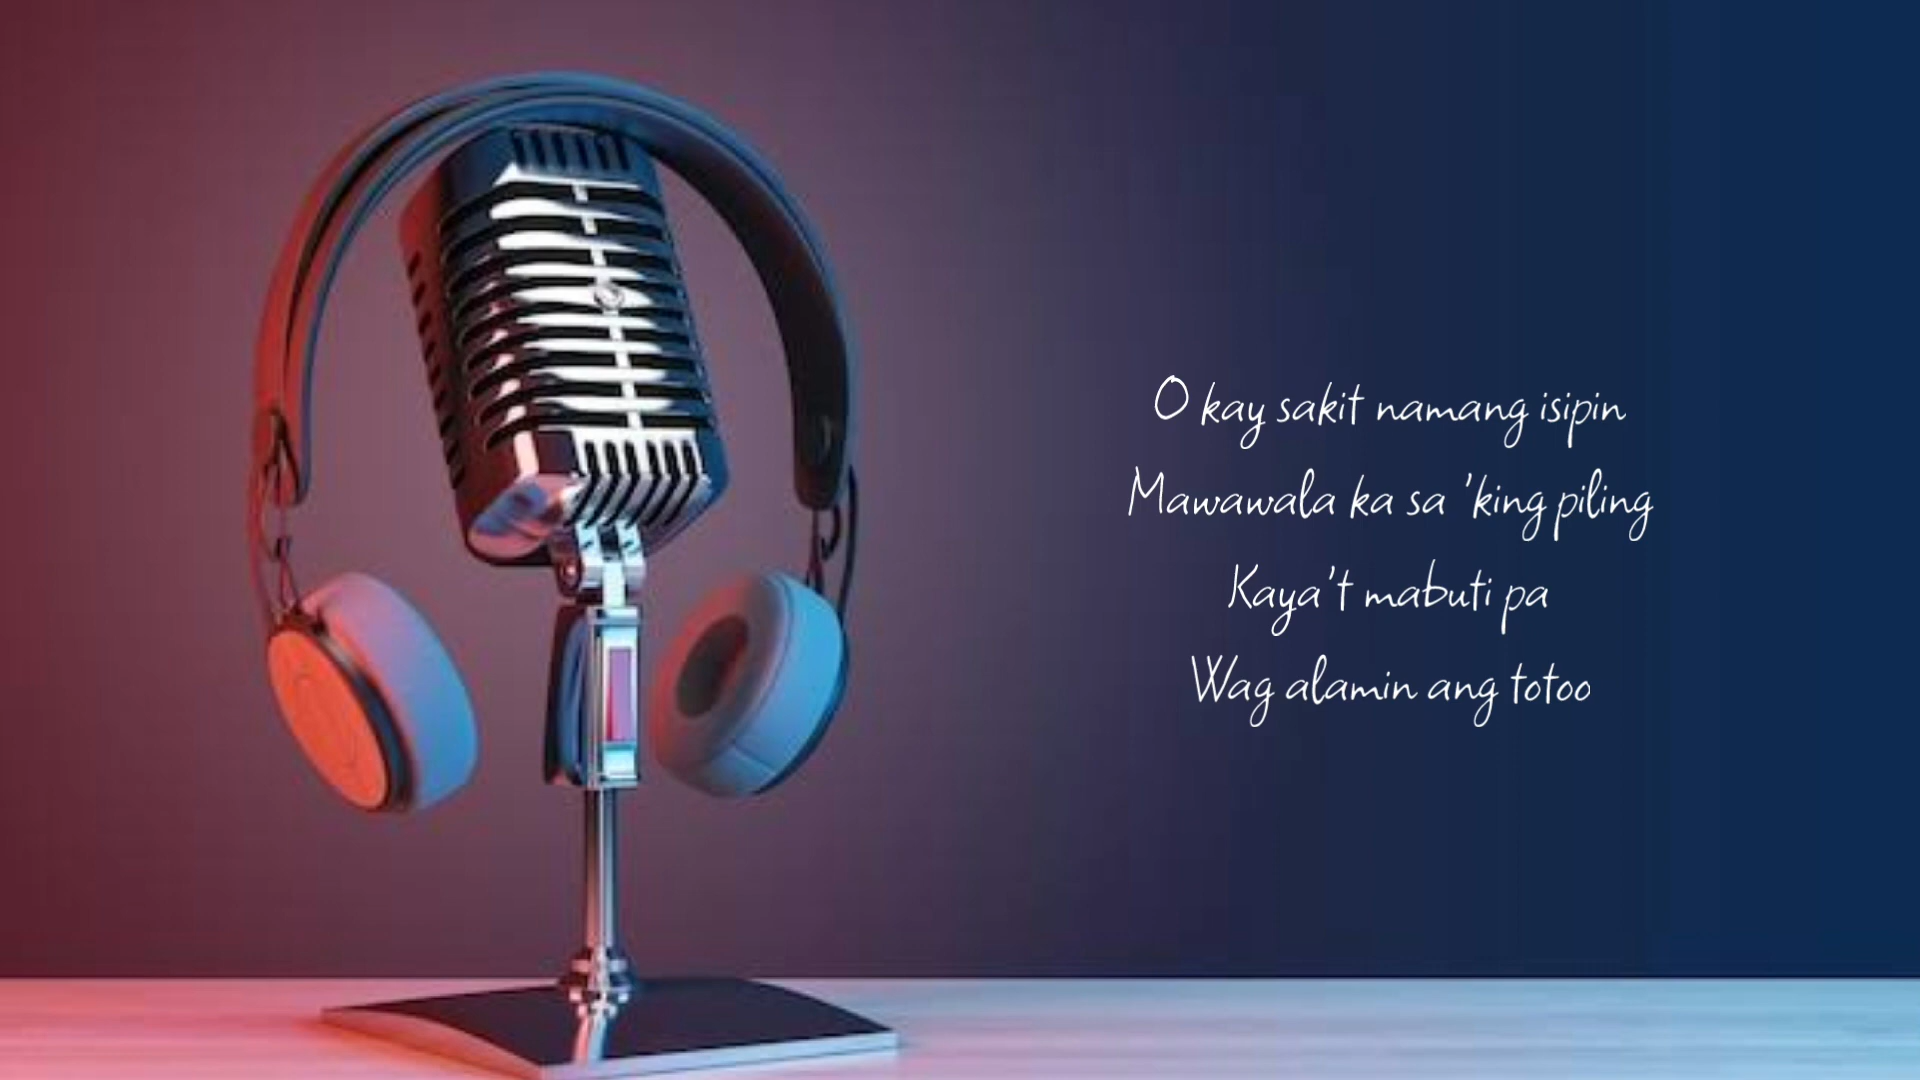 O kay sakit namang isipin
Mawawala ka sa 'king piling
Kaya't mabuti pa
Wag alamin ang totoo